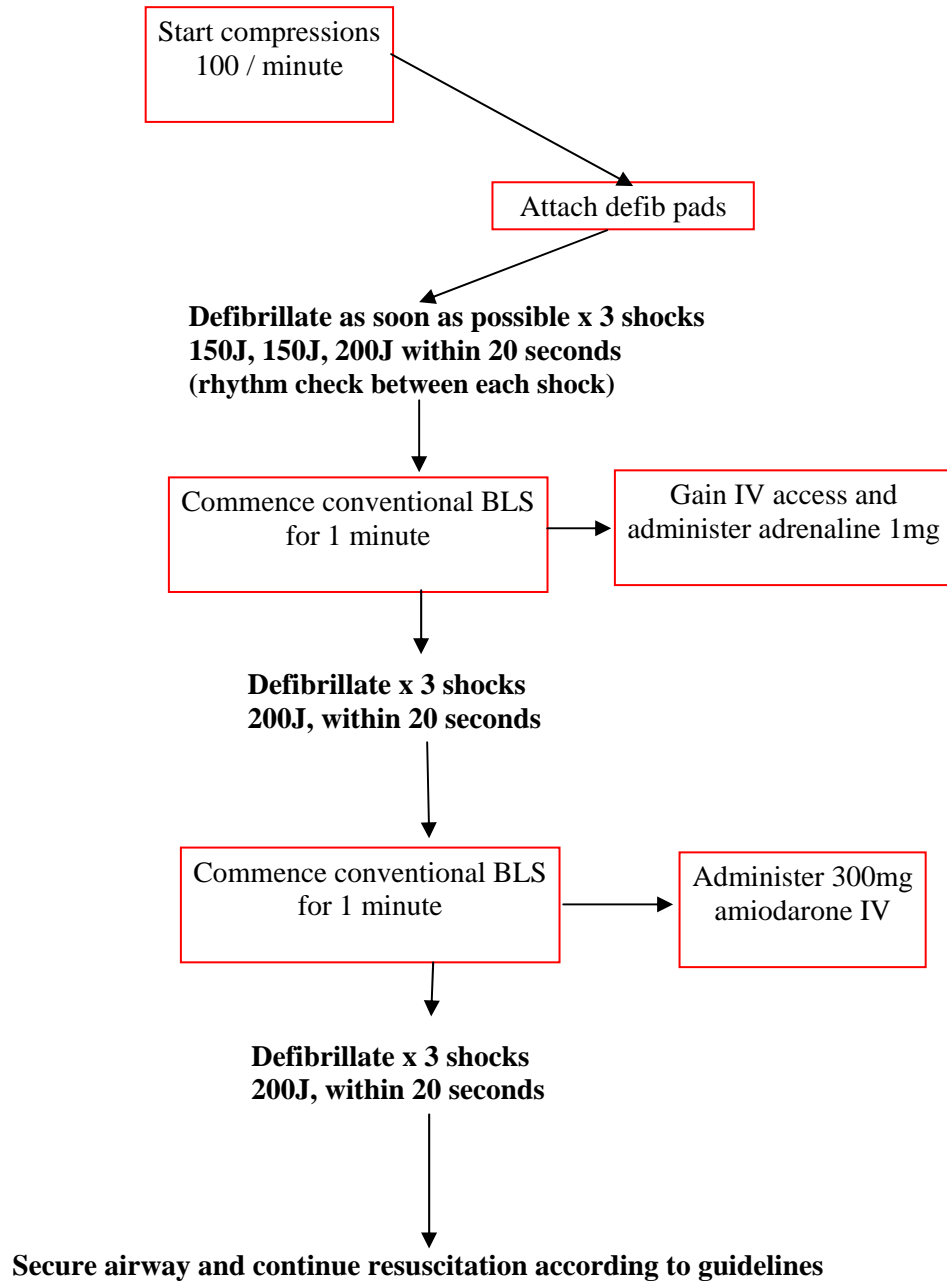 Start compressions
100 / minute
Attach defib pads
Defibrillate as soon as possible x 3 shocks
150J, 150J, 200J within 20 seconds
(rhythm check between each shock)
Commence conventional BLS
for 1 minute
Gain IV access and
administer adrenaline 1mg
Defibrillate x 3 shocks
200J, within 20 seconds
Commence conventional BLS
for 1 minute
Administer 300mg
amiodarone IV
Defibrillate x 3 shocks
200J, within 20 seconds
Secure airway and continue resuscitation according to guidelines